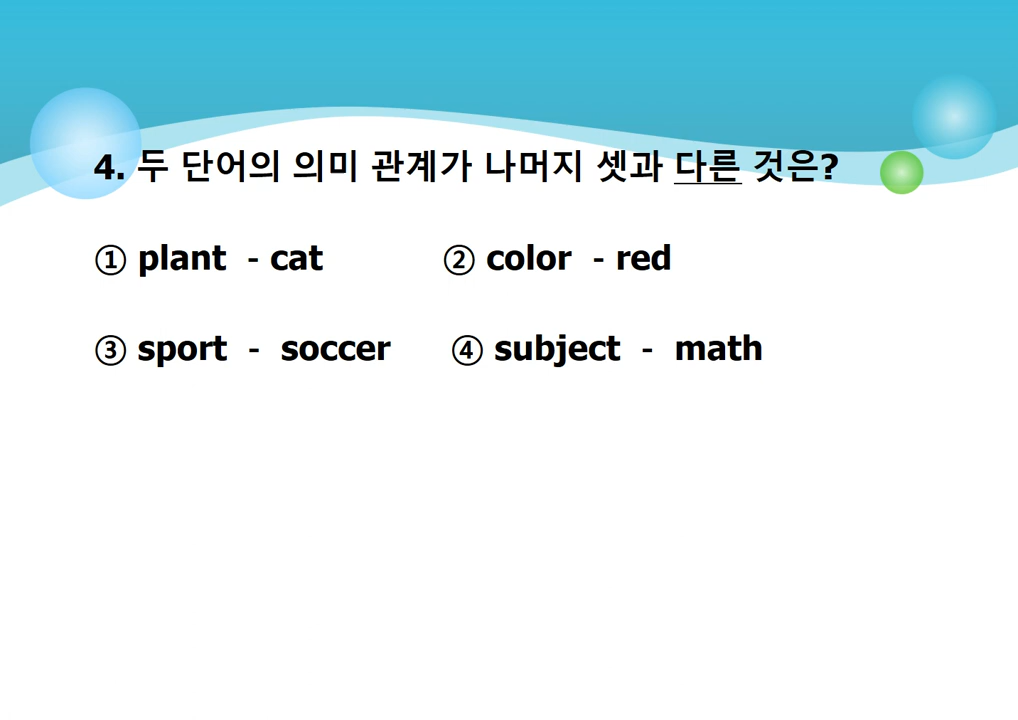 4. 두 단어의 의미 관계가 나머지 셋과 다른 것은?
① plant - cat ② color - red
③ sport - soccer ④ subject - math